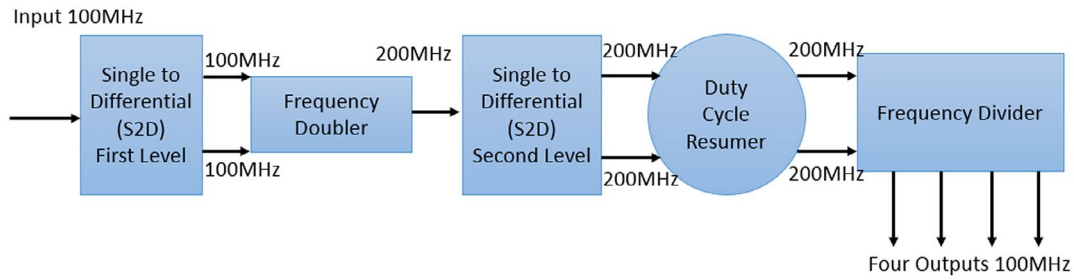 Input 100MHz
Single to
Differential
(S2D)
First Level
100MHz
100MHz
Frequency
Doubler
200MHz
Single to
Differential
(S2D)
Second Level
200MHz
200MHz
Duty
Cycle
Resumer
200MHz
200MHz
Frequency Divider
Four Outputs 100MHz